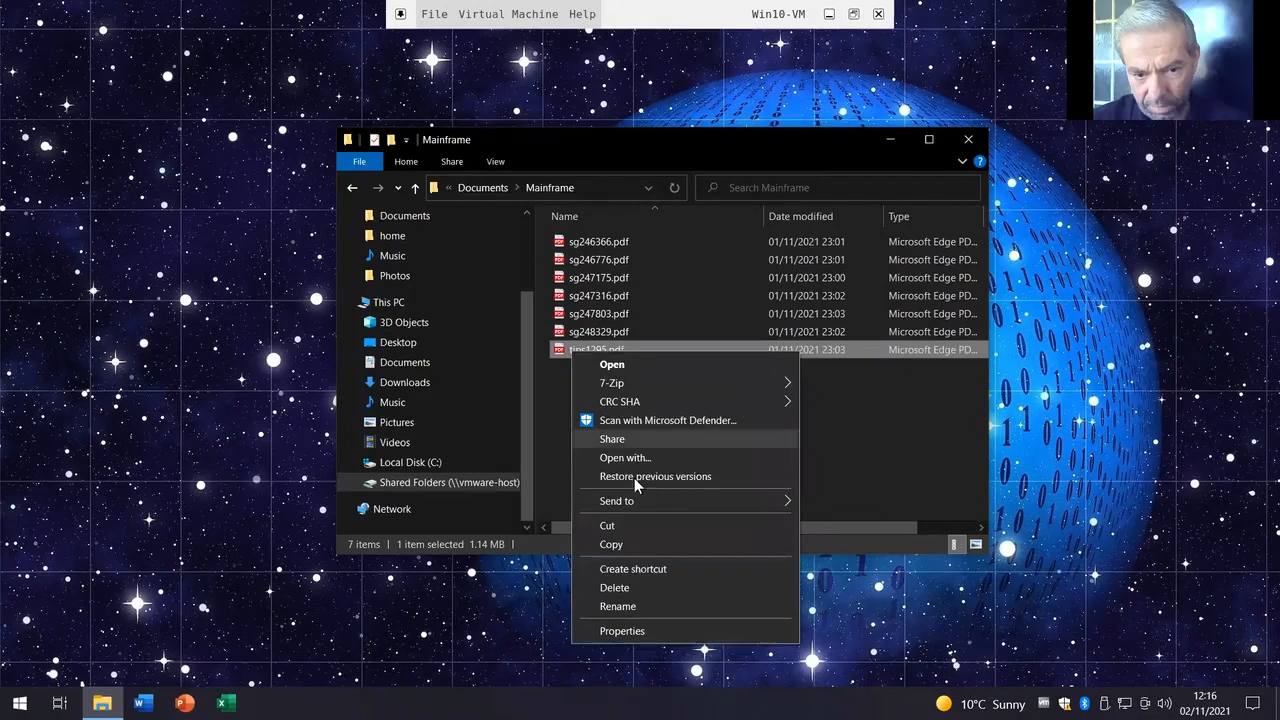 File Virtual Machine Help
Win10-VM
Mainframe
File Home Share View
« Documents > Mainframe
Search Mainframe
Name Date modified Type
Documents
home
Music
Photos
This PC
3D Objects
Desktop
Documents
Downloads
Music
Pictures
Videos
Local Disk (C:)
Shared Folders (\\vmware-host)
Network
sg246366.pdf 01/11/2021 23:01 Microsoft Edge PD...
sg246776.pdf 01/11/2021 23:01 Microsoft Edge PD...
sg247175.pdf 01/11/2021 23:00 Microsoft Edge PD...
sg247316.pdf 01/11/2021 23:02 Microsoft Edge PD...
sg247803.pdf 01/11/2021 23:03 Microsoft Edge PD...
sg248329.pdf 01/11/2021 23:02 Microsoft Edge PD...
tips1295.pdf 01/11/2021 23:03 Microsoft Edge PD...
Open
7-Zip
CRC SHA
Scan with Microsoft Defender...
Share
Open with...
Restore previous versions
Send to
Cut
Copy
Create shortcut
Delete
Rename
Properties
7 items 1 item selected 1.14 MB
10°C Sunny
12:16
02/11/2021